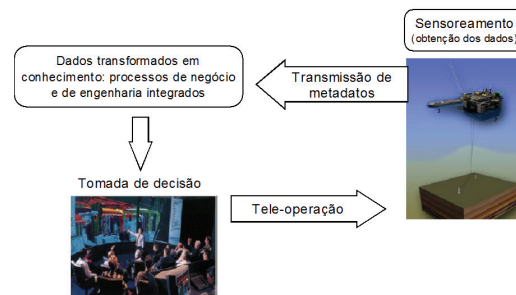 Sensoreamento
(obtenção dos dados)
Dados transformados em
conhecimento: processos de negócio
e de engenharia integrados
Transmissão de
metadatos
Tomada de decisão
Tele-operação